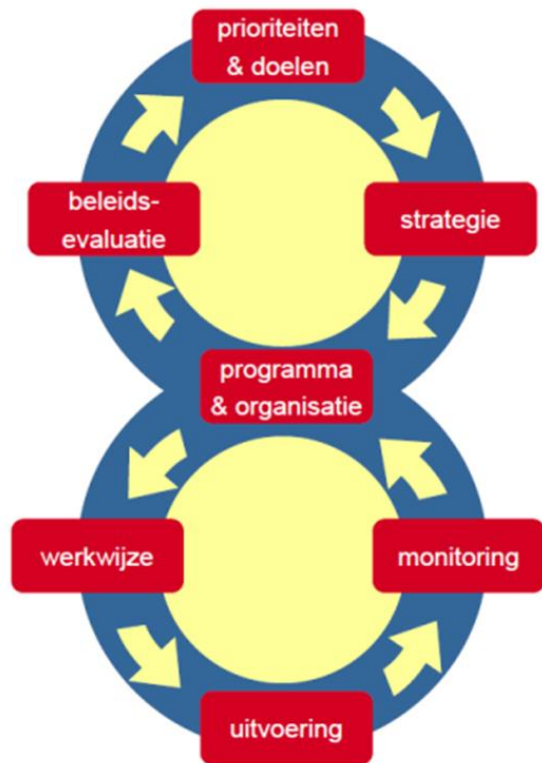 prioriteiten
& doelen
beleids-
evaluatie
strategie
programma
& organisatie
werkwijze
monitoring
uitvoering